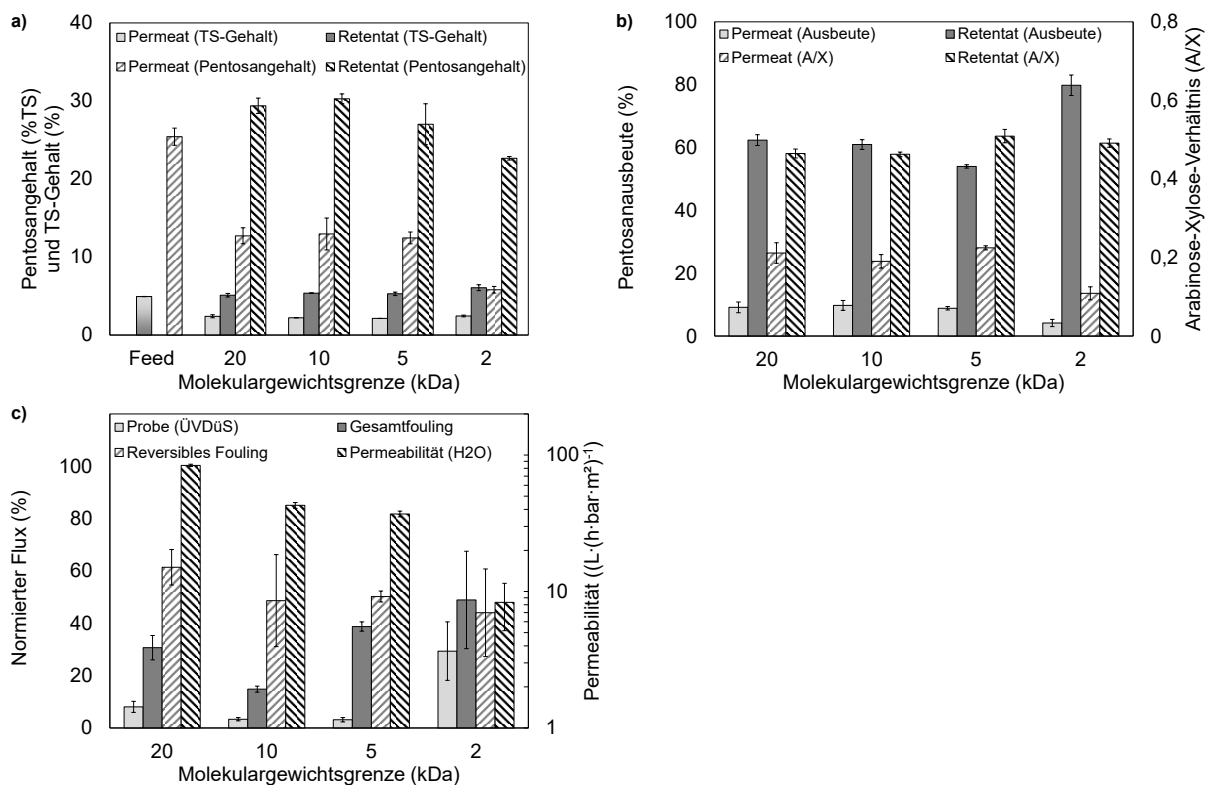 a)
Pentosangehalt (%TS)
und TS-Gehalt (%)
40
30
20
10
0
Permeat (TS-Gehalt) Retentat (TS-Gehalt)
Permeat (Pentosangehalt) Retentat (Pentosangehalt)
Feed 20 10 5 2
Molekulargewichtsgrenze (kDa)
b)
Pentosanausbeute (%)
100
80
60
40
20
0
Permeat (Ausbeute) Retentat (Ausbeute)
Permeat (A/X) Retentat (A/X)
0,8
0,6
0,4
0,2
0
Arabinose-Xylose-Verhältnis (A/X)
20 10 5 2
Molekulargewichtsgrenze (kDa)
c)
Normierter Flux (%)
100
80
60
40
20
0
Probe (ÜVDüS) Gesamtfouling
Reversibles Fouling Permeabilität (H2O)
100
10
1
Permeabilität ((L·(h·bar·m²)⁻¹)
20 10 5 2
Molekulargewichtsgrenze (kDa)